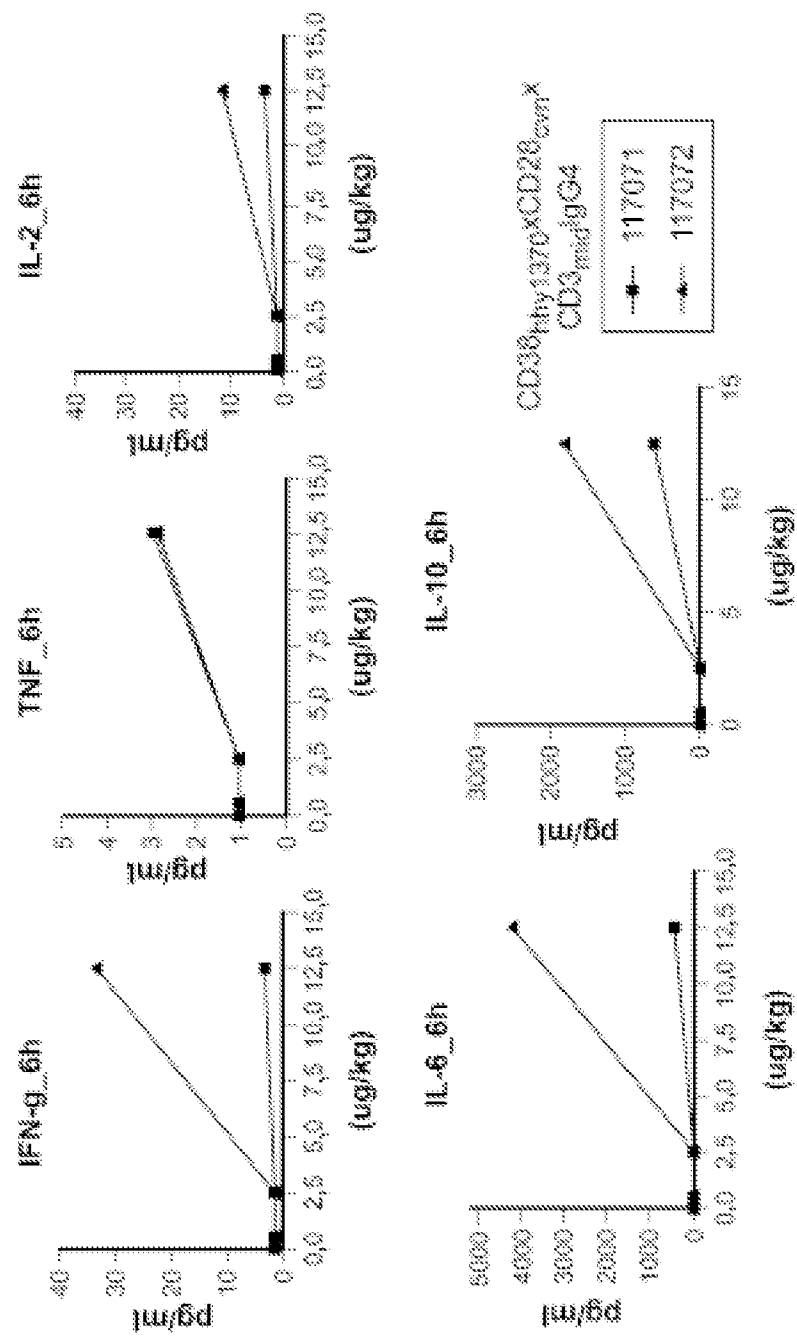 IFN-g_6h
pg/ml
40
30
20
10
0
0,0 2,5 5,0 7,5 10,0 12,5 15,0
(ug/kg)
TNF_6h
pg/ml
5
4
3
2
1
0
0,0 2,5 5,0 7,5 10,0 12,5 15,0
(ug/kg)
IL-2_6h
pg/ml
40
30
20
10
0
0,0 2,5 5,0 7,5 10,0 12,5 15,0
(ug/kg)
IL-6_6h
pg/ml
5000
4000
3000
2000
1000
0
0,0 2,5 5,0 7,5 10,0 12,5 15,0
(ug/kg)
IL-10_6h
pg/ml
3000
2000
1000
0
0 5 10 15
(ug/kg)
CD38hhy1370xCD28cvnx
CD3midIgG4
117071
117072